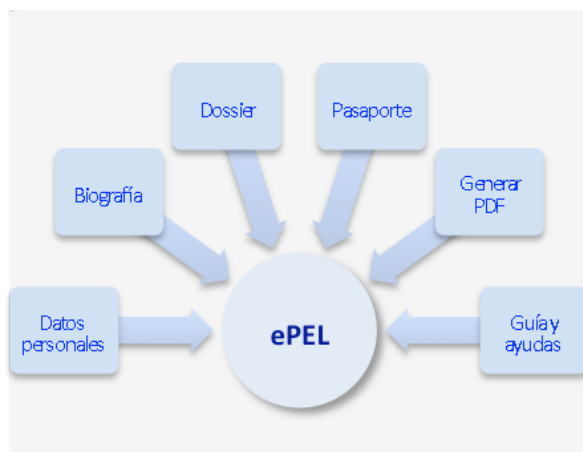 Dossier
Pasaporte
Biografía
Generar
PDF
Datos
personales
ePEL
Guía y
ayudas